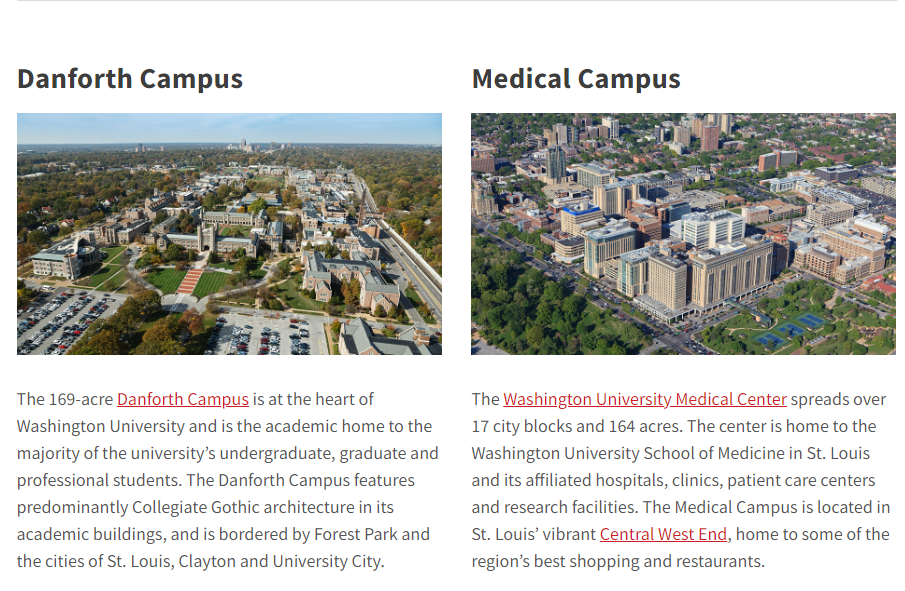 Danforth Campus
The 169-acre Danforth Campus is at the heart of
Washington University and is the academic home to the
majority of the university’s undergraduate, graduate and
professional students. The Danforth Campus features
predominantly Collegiate Gothic architecture in its
academic buildings, and is bordered by Forest Park and
the cities of St. Louis, Clayton and University City.
Medical Campus
The Washington University Medical Center spreads over
17 city blocks and 164 acres. The center is home to the
Washington University School of Medicine in St. Louis
and its affiliated hospitals, clinics, patient care centers
and research facilities. The Medical Campus is located in
St. Louis’ vibrant Central West End, home to some of the
region’s best shopping and restaurants.